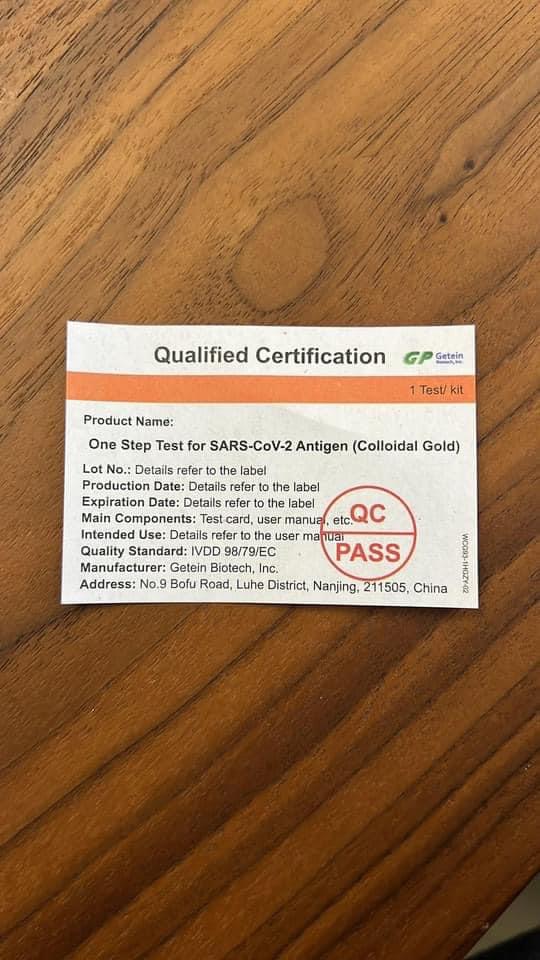 Qualified Certification
GP Getein
Biotech, Inc.
1 Test/ kit
Product Name:
One Step Test for SARS-CoV-2 Antigen (Colloidal Gold)
Lot No.: Details refer to the label
Production Date: Details refer to the label
Expiration Date: Details refer to the label
Main Components: Test card, user manual, etc.
Intended Use: Details refer to the user manual
Quality Standard: IVDD 98/79/EC
Manufacturer: Getein Biotech, Inc.
Address: No.9 Bofu Road, Luhe District, Nanjing, 211505, China
QC
PASS